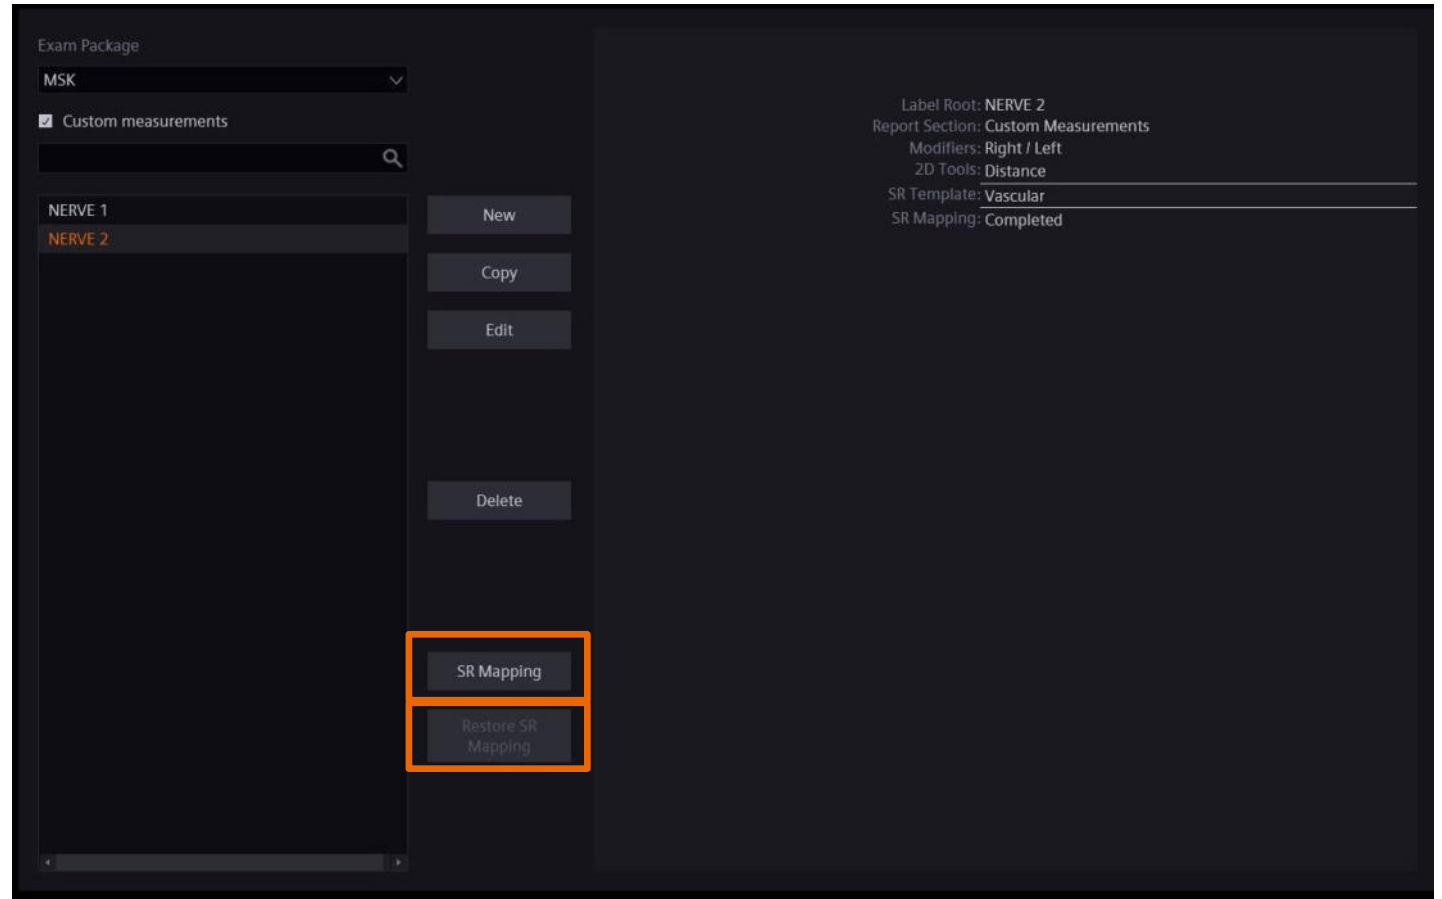 Exam Package
MSK
Custom measurements
NERVE 1
NERVE 2
New
Copy
Edit
Delete
SR Mapping
Restore SR
Mapping
Label Root: NERVE 2
Report Section: Custom Measurements
Modifiers: Right / Left
2D Tools: Distance
SR Template: Vascular
SR Mapping: Completed